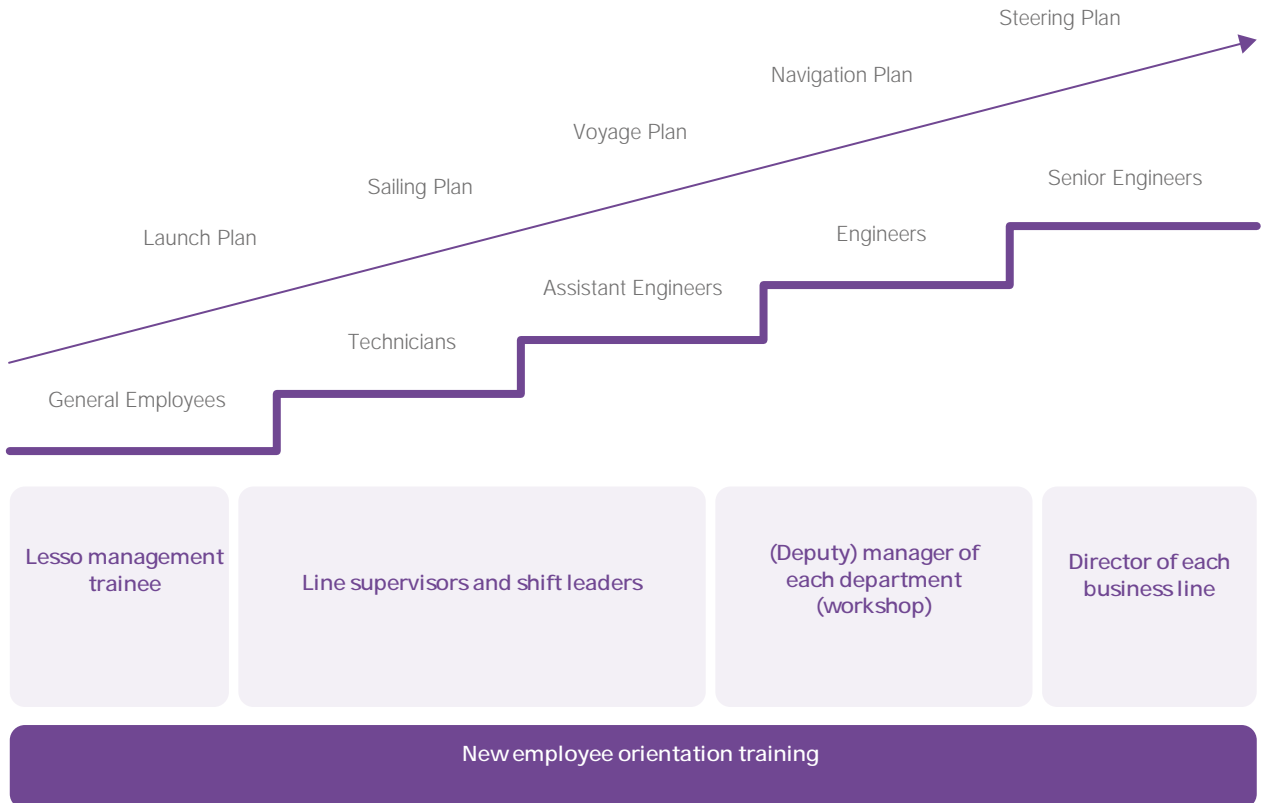 Steering Plan
Navigation Plan
Voyage Plan
Sailing Plan
Launch Plan
Senior Engineers
Engineers
Assistant Engineers
Technicians
General Employees
Lesso management
trainee
Line supervisors and shift leaders
(Deputy) manager of
each department
(workshop)
Director of each
business line
New employee orientation training